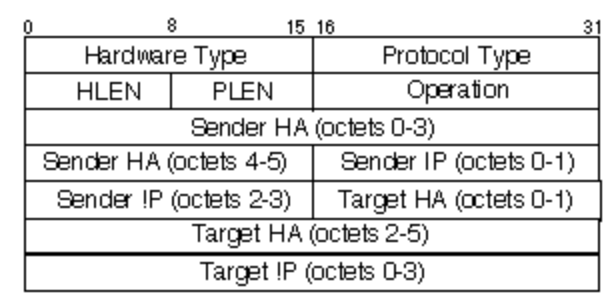 0 8 15 16 31
Hardware Type Protocol Type
HLEN PLEN Operation
Sender HA (octets 0-3)
Sender HA (octets 4-5) Sender IP (octets 0-1)
Sender IP (octets 2-3) Target HA (octets 0-1)
Target HA (octets 2-5)
Target IP (octets 0-3)